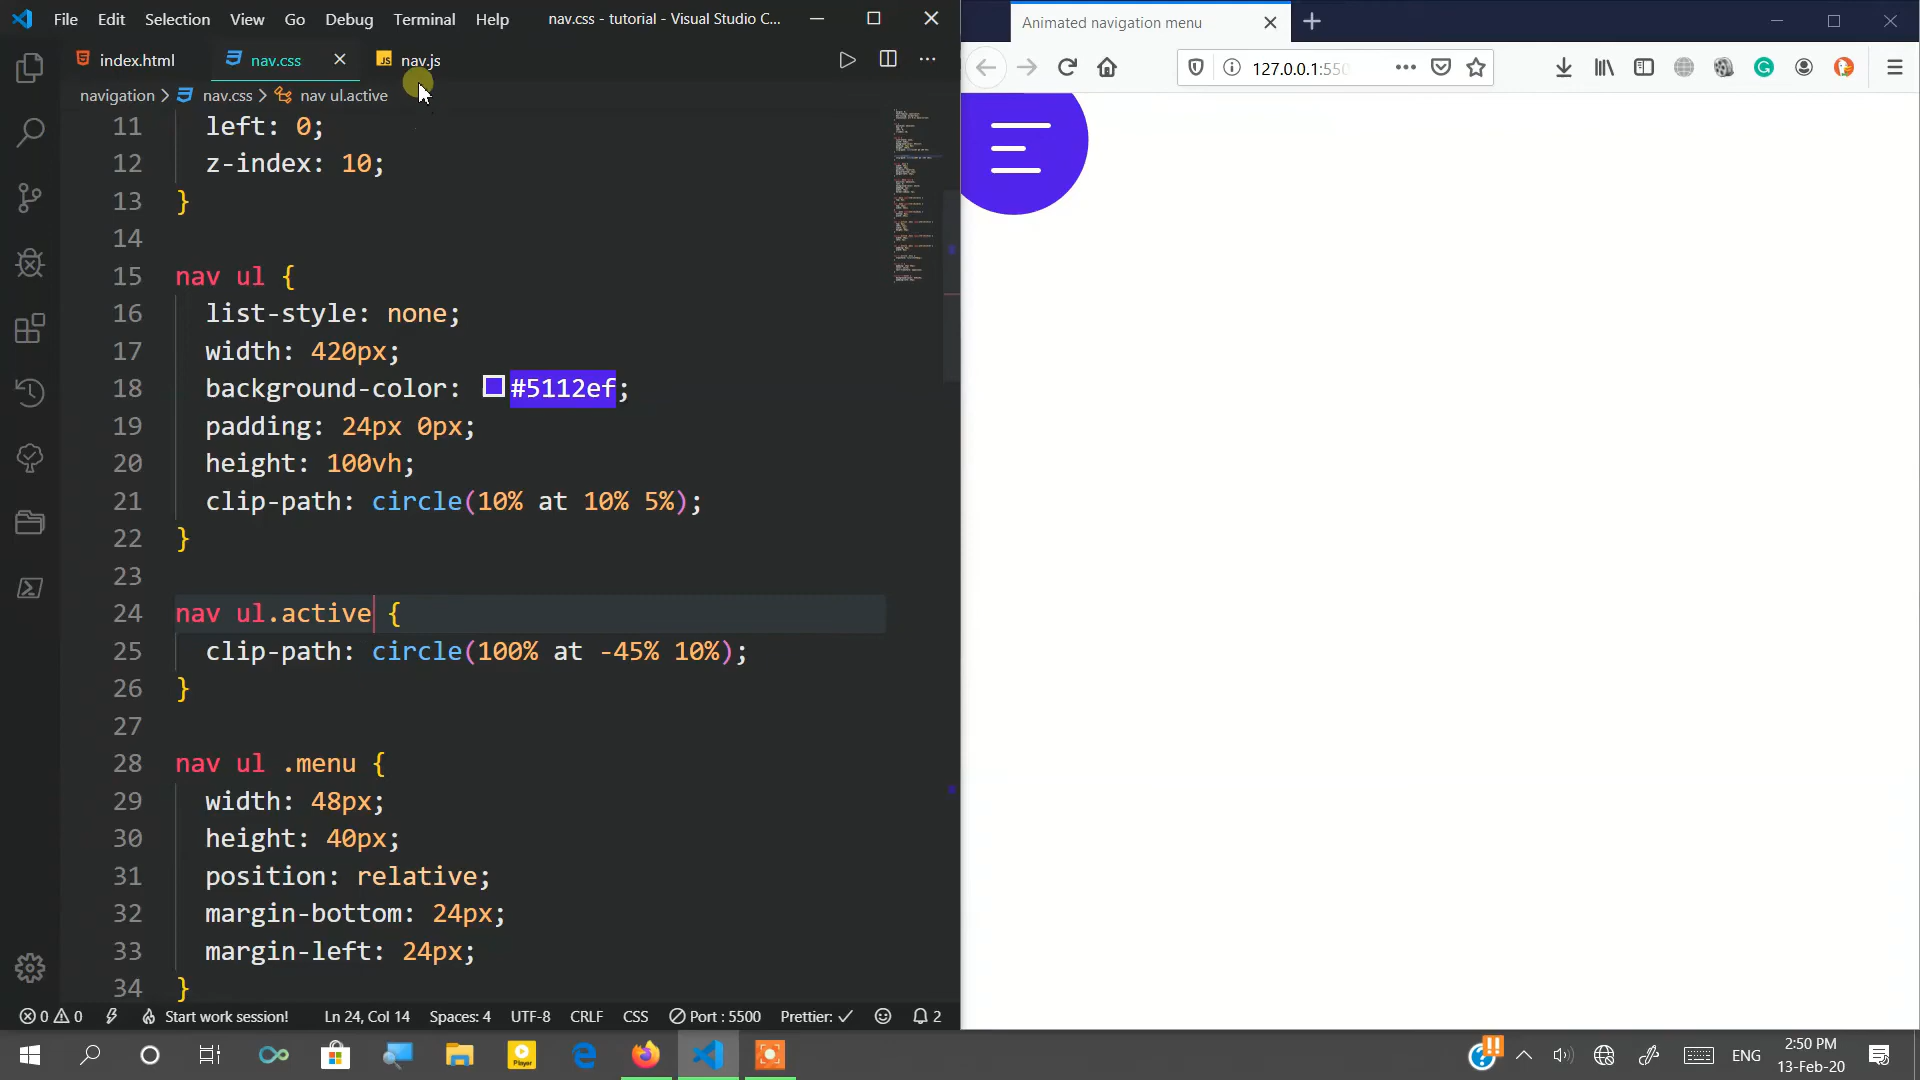 File Edit Selection View Go Debug Terminal Help nav.css - tutorial - Visual Studio C...
index.html nav.css JS nav.js
navigation > nav.css > nav ul.active
11 left: 0;
12 z-index: 10;
13 }
14
15 nav ul {
16 list-style: none;
17 width: 420px;
18 background-color: #5112ef;
19 padding: 24px 0px;
20 height: 100vh;
21 clip-path: circle(10% at 10% 5%);
22 }
23
24 nav ul.active {
25 clip-path: circle(100% at -45% 10%);
26 }
27
28 nav ul .menu {
29 width: 48px;
30 height: 40px;
31 position: relative;
32 margin-bottom: 24px;
33 margin-left: 24px;
34 }
0 0 Start work session! Ln 24, Col 14 Spaces: 4 UTF-8 CRLF CSS Port : 5500 Prettier: ✓ 2
Animated navigation menu
127.0.0.1:550
Player
ENG
2:50 PM
13-Feb-20